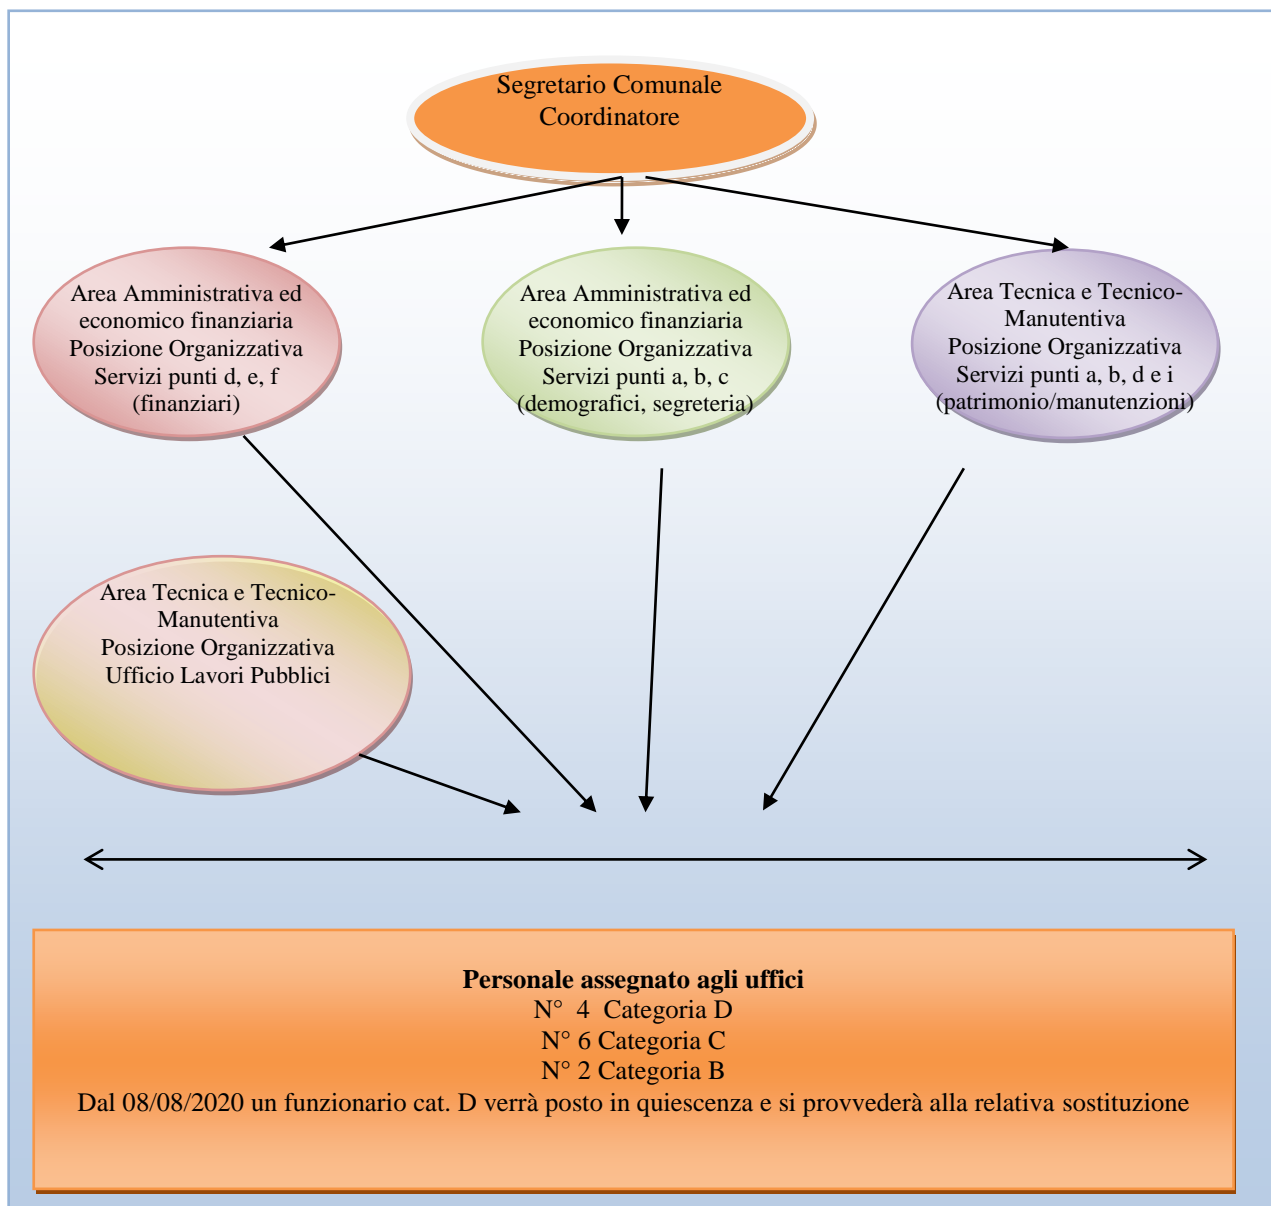 Segretario Comunale
Coordinatore
Area Amministrativa ed
economico finanziaria
Posizione Organizzativa
Servizi punti d, e, f
(finanziari)
Area Amministrativa ed
economico finanziaria
Posizione Organizzativa
Servizi punti a, b, c
(demografici, segreteria)
Area Tecnica e Tecnico-
Manutentiva
Posizione Organizzativa
Servizi punti a, b, d e i
(patrimonio/manutenzioni)
Area Tecnica e Tecnico-
Manutentiva
Posizione Organizzativa
Ufficio Lavori Pubblici
Personale assegnato agli uffici
N° 4 Categoria D
N° 6 Categoria C
N° 2 Categoria B
Dal 08/08/2020 un funzionario cat. D verrà posto in quiescenza e si provvederà alla relativa sostituzione